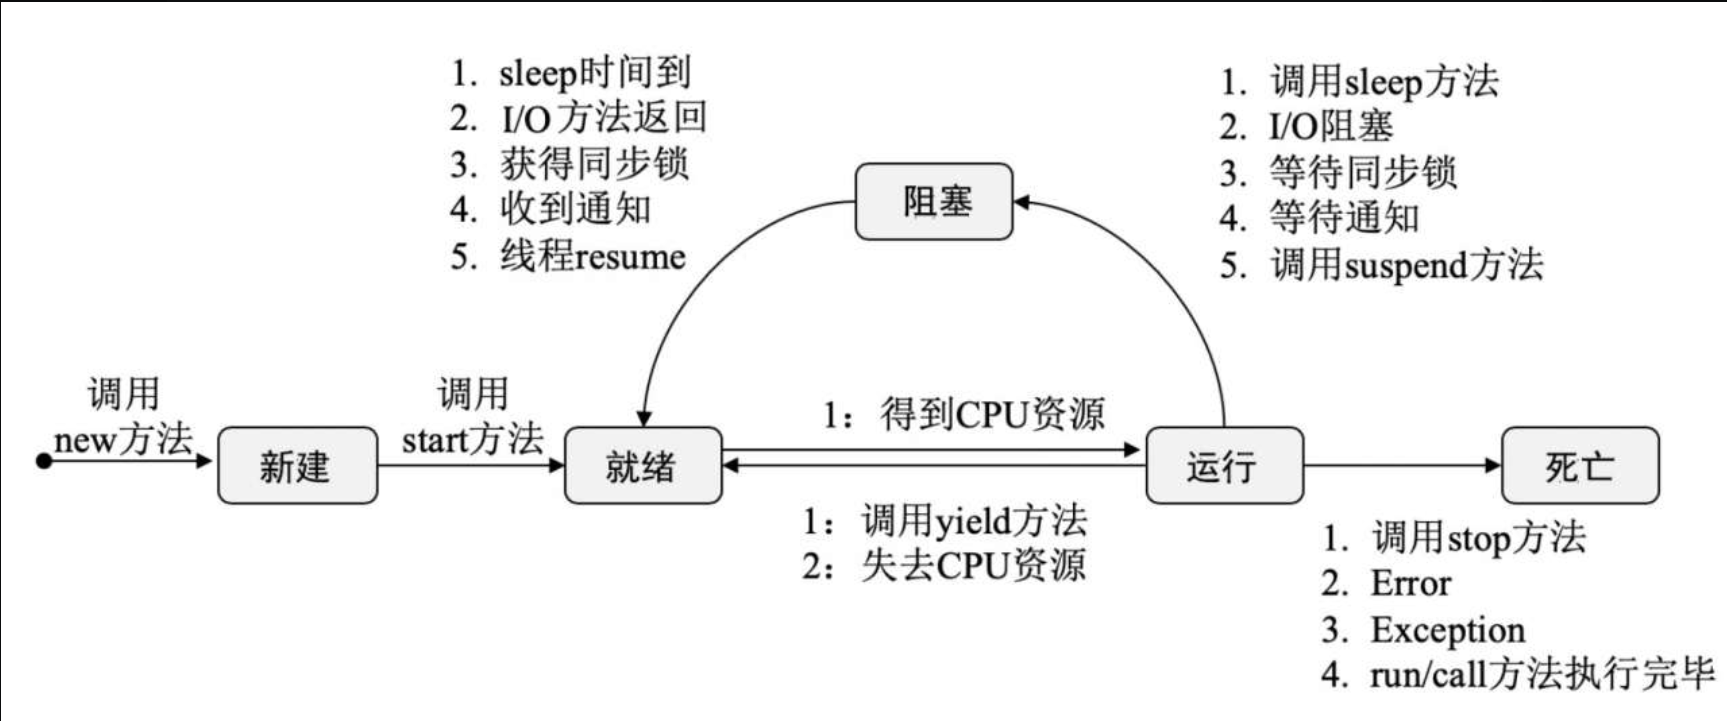 1. sleep时间到
2. I/O 方法返回
3. 获得同步锁
4. 收到通知
5. 线程resume
1. 调用sleep方法
2. I/O阻塞
3. 等待同步锁
4. 等待通知
5. 调用suspend方法
阻塞
调用
new方法
新建
调用
start方法
就绪
1：得到CPU资源
1：调用yield方法
2：失去CPU资源
运行
死亡
1. 调用stop方法
2. Error
3. Exception
4. run/call方法执行完毕